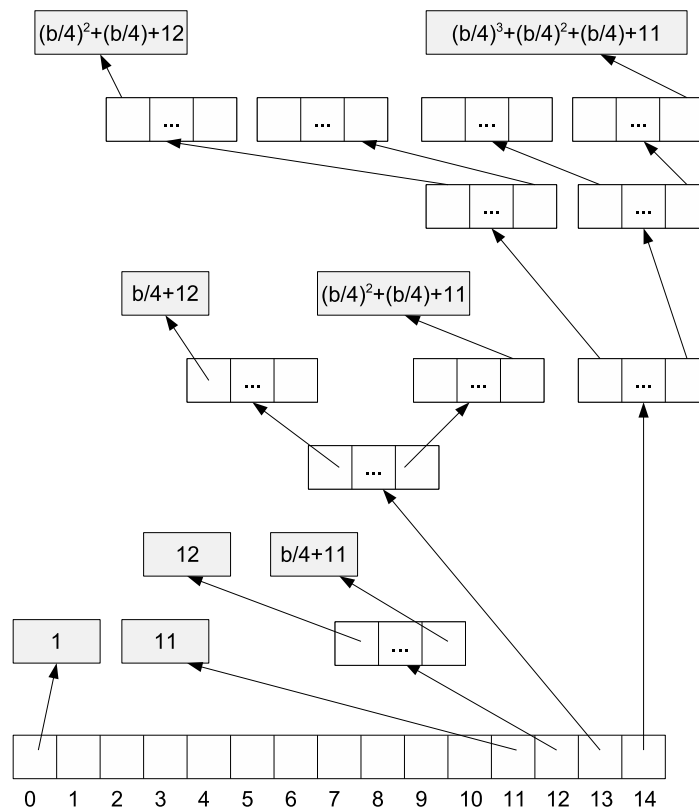 (b/4)²+(b/4)+12
(b/4)³+(b/4)²+(b/4)+11
... ... ... ...
... ...
b/4+12
(b/4)²+(b/4)+11
... ... ...
...
12
b/4+11
1
11
...
0 1 2 3 4 5 6 7 8 9 10 11 12 13 14